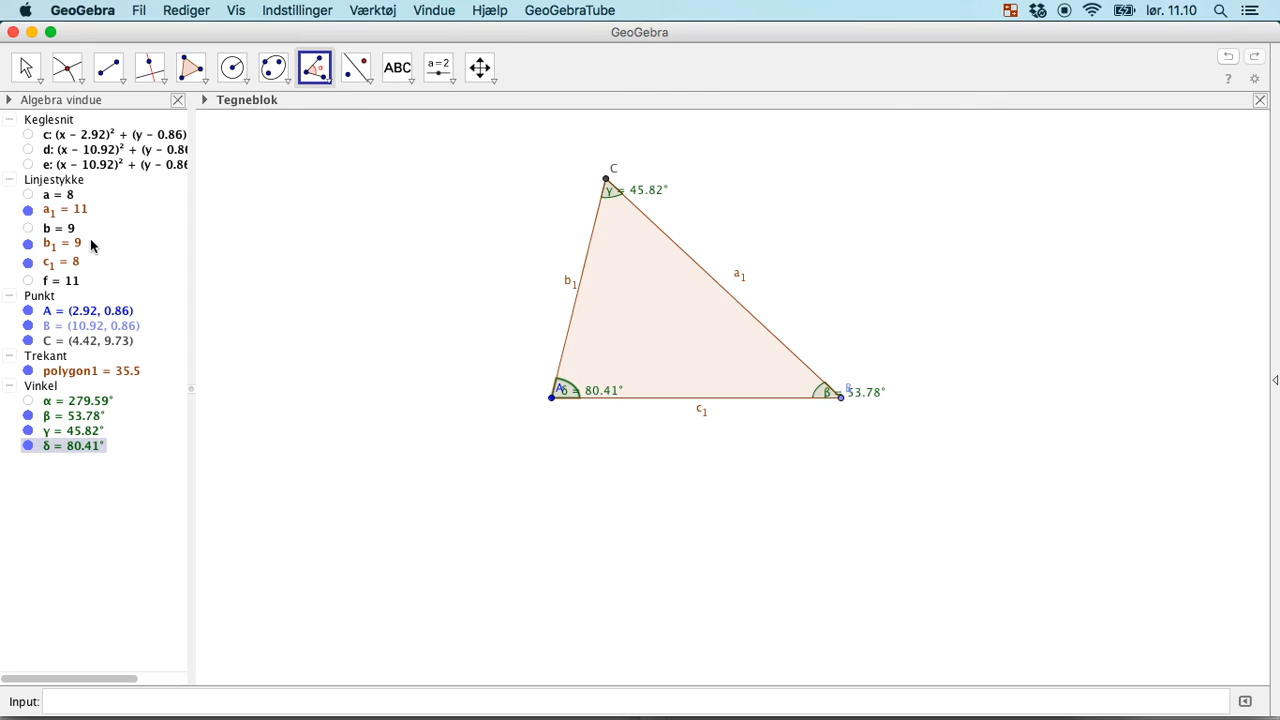 GeoGebra Fil Rediger Vis Indstillinger Værktøj Vindue Hjælp GeoGebraTube lør. 11.10
GeoGebra
ABC a=2 ?
Algebra vindue Tegneblok
Keglesnit
c: (x − 2.92)² + (y − 0.86)
d: (x − 10.92)² + (y − 0.8
e: (x − 10.92)² + (y − 0.86
Linjestykke
a = 8
a₁ = 11
b = 9
b₁ = 9
c₁ = 8
f = 11
Punkt
A = (2.92, 0.86)
B = (10.92, 0.86)
C = (4.42, 9.73)
Trekant
polygon1 = 35.5
Vinkel
α = 279.59°
β = 53.78°
γ = 45.82°
δ = 80.41°
C
γ = 45.82°
b₁
a₁
A
δ = 80.41°
B
β = 53.78°
c₁
Input: